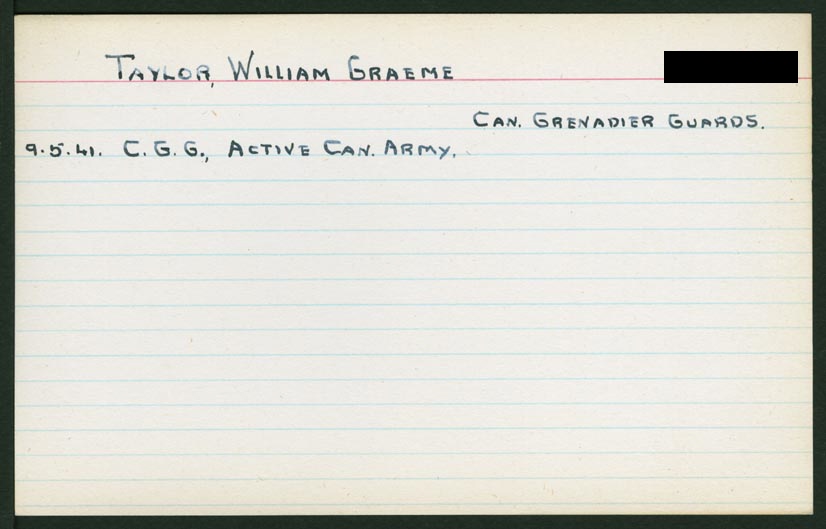 TAYLOR, WILLIAM GRAEME
CAN. GRENADIER GUARDS.
9.5.41. C.G.G., ACTIVE CAN. ARMY.